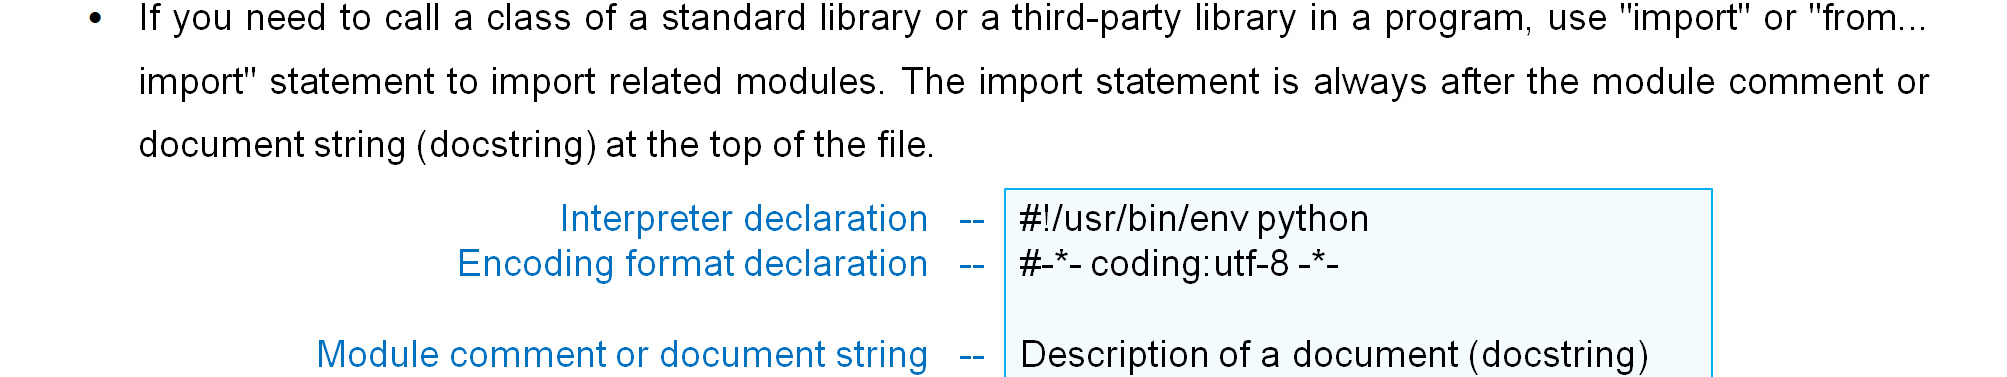 • If you need to call a class of a standard library or a third-party library in a program, use "import" or "from...
import" statement to import related modules. The import statement is always after the module comment or
document string (docstring) at the top of the file.
Interpreter declaration -- #!/usr/bin/env python
Encoding format declaration -- #-*- coding:utf-8 -*-
Module comment or document string -- Description of a document (docstring)